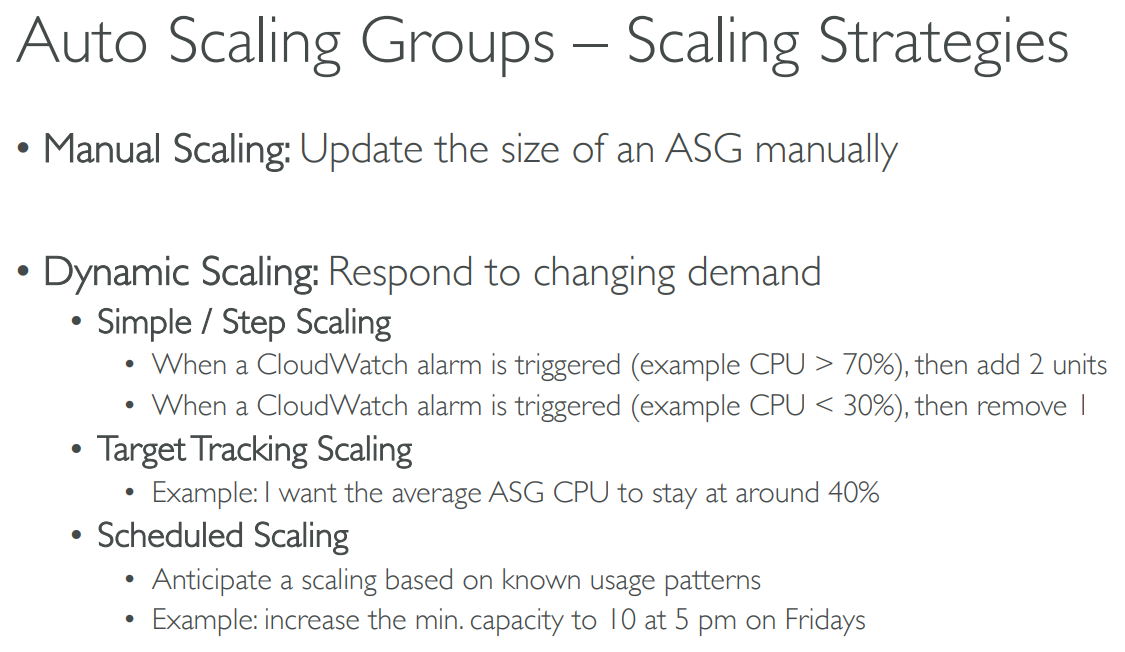 Auto Scaling Groups – Scaling Strategies
• Manual Scaling: Update the size of an ASG manually
• Dynamic Scaling: Respond to changing demand
• Simple / Step Scaling
• When a CloudWatch alarm is triggered (example CPU > 70%), then add 2 units
• When a CloudWatch alarm is triggered (example CPU < 30%), then remove 1
• Target Tracking Scaling
• Example: I want the average ASG CPU to stay at around 40%
• Scheduled Scaling
• Anticipate a scaling based on known usage patterns
• Example: increase the min. capacity to 10 at 5 pm on Fridays